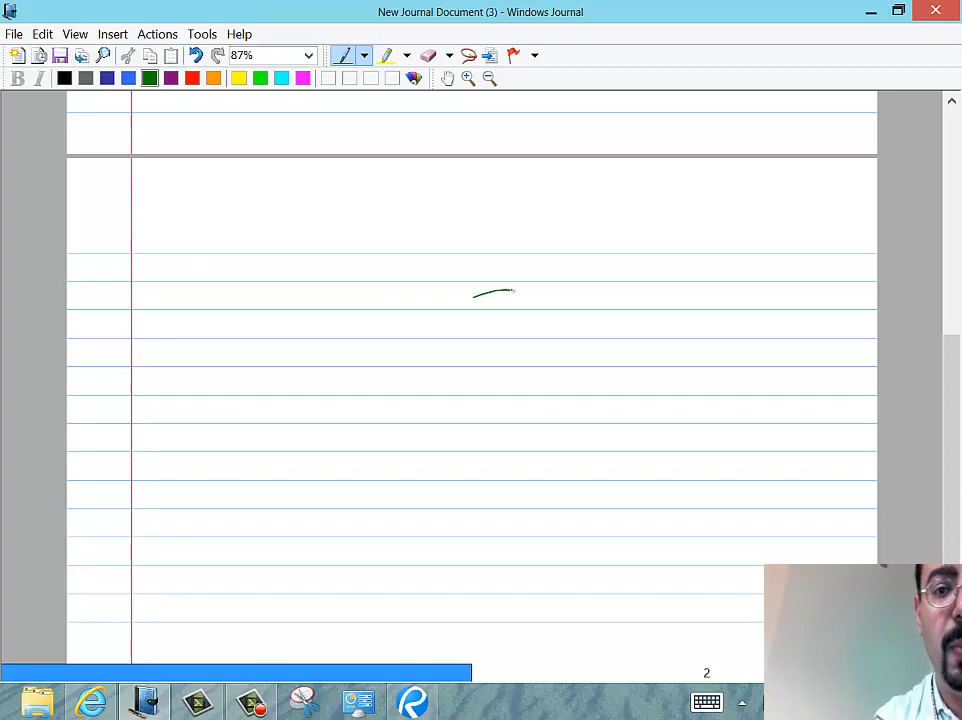 New Journal Document (3) - Windows Journal
File Edit View Insert Actions Tools Help
87%
B I
2